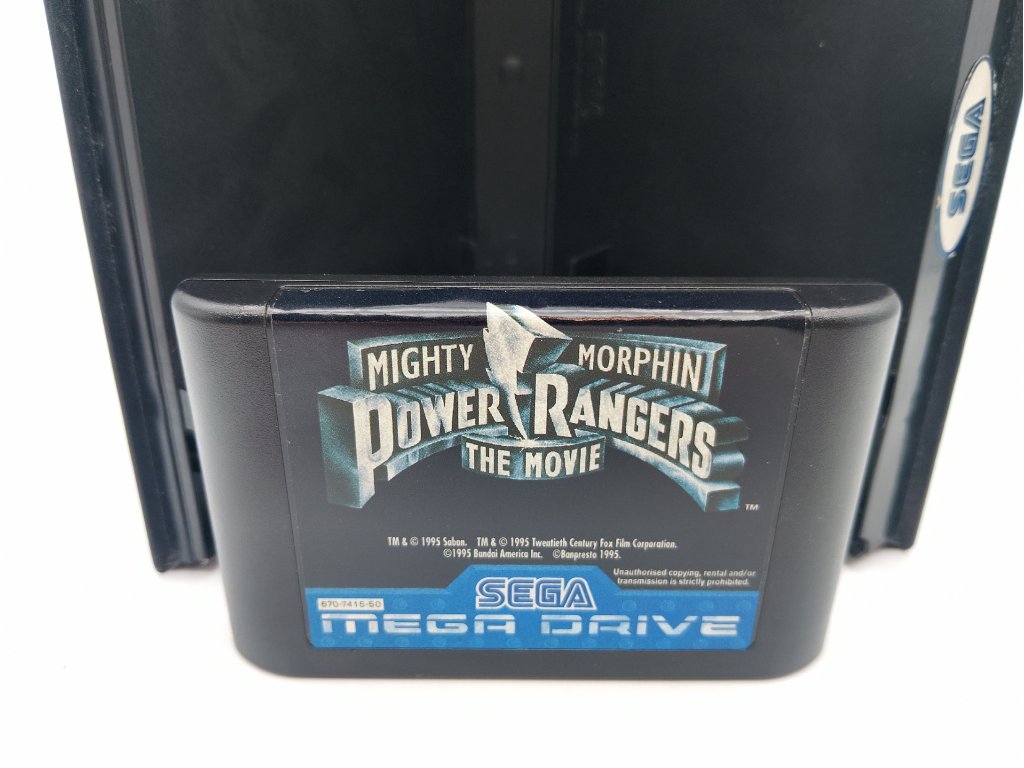 SEGA
MIGHTY MORPHIN
POWER RANGERS
THE MOVIE
TM
TM & © 1995 Saban. TM & © 1995 Twentieth Century Fox Film Corporation.
©1995 Bandai America Inc. ©Banpresto 1995.
Unauthorised copying, rental and/or
transmission is strictly prohibited.
SEGA
670-7415-50
MEGA DRIVE